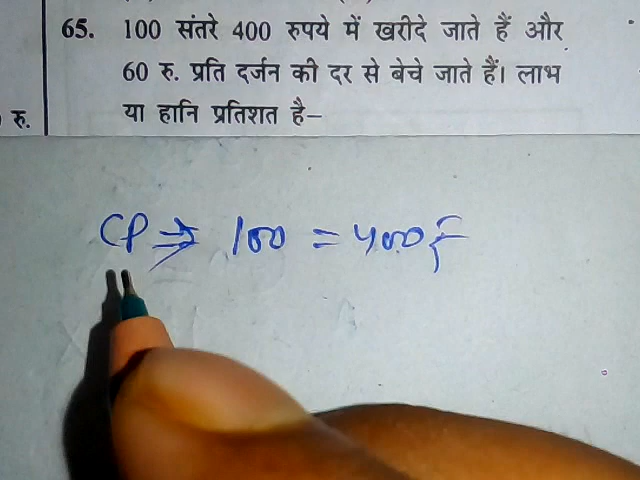 65. 100 संतरे 400 रुपये में खरीदे जाते हैं और
60 रु. प्रति दर्जन की दर से बेचे जाते हैं। लाभ
रु. या हानि प्रतिशत है–
CP ⇒ 100 = 400 ₹